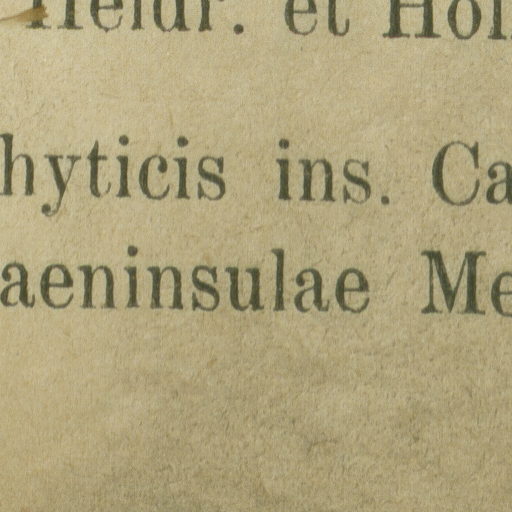 Heldr. et Hol
hyticis ins. Ca
aeninsulae Me